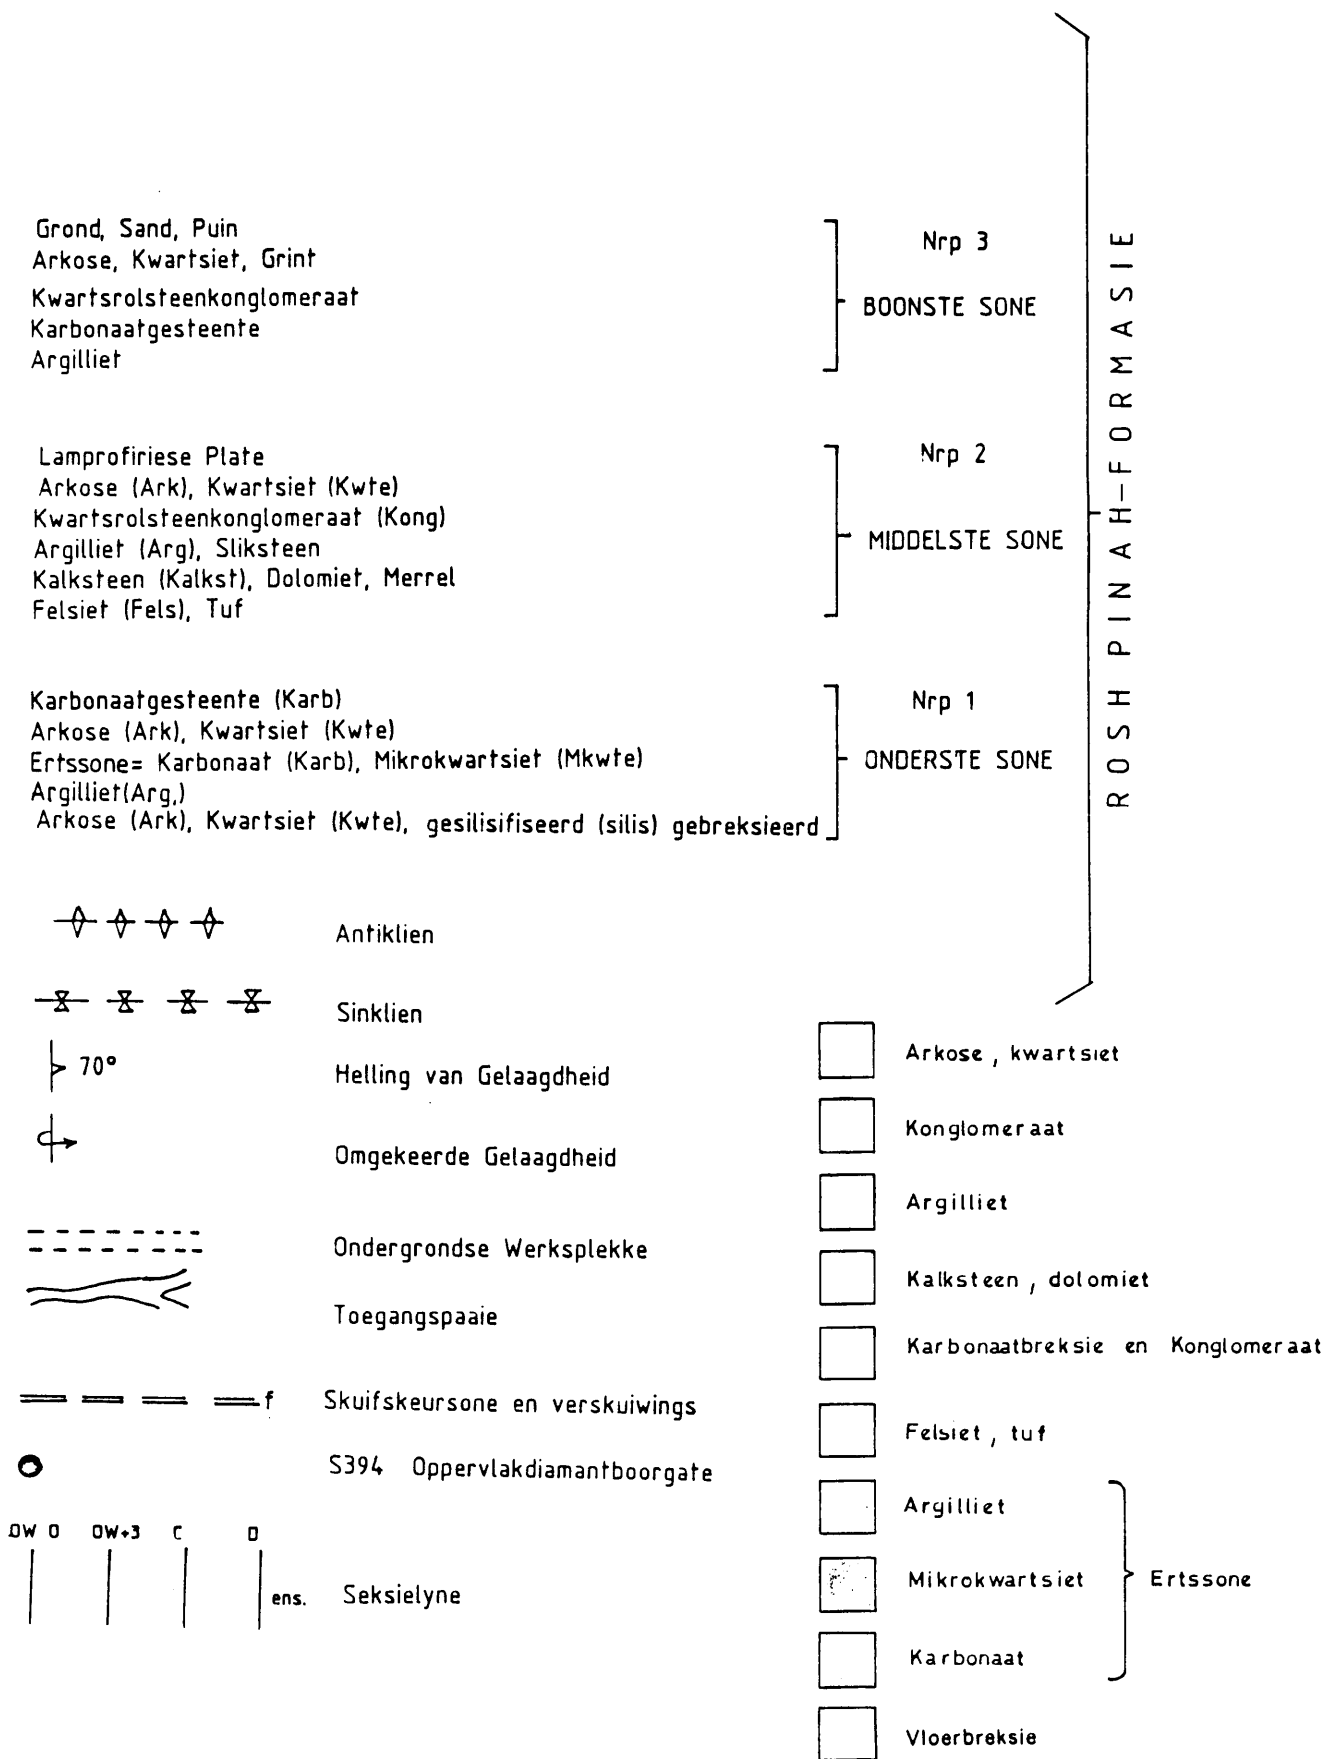 Grond, Sand, Puin
Arkose, Kwartsiet, Grint
Kwartsrolsteenkonglomeraat
Karbonaatgesteente
Argilliet
Nrp 3
BOONSTE SONE
Lamprofiriese Plate
Arkose (Ark), Kwartsiet (Kwte)
Kwartsrolsteenkonglomeraat (Kong)
Argilliet (Arg), Sliksteen
Kalksteen (Kalkst), Dolomiet, Merrel
Felsiet (Fels), Tuf
Nrp 2
MIDDELSTE SONE
Karbonaatgesteente (Karb)
Arkose (Ark), Kwartsiet (Kwte)
Ertssone= Karbonaat (Karb), Mikrokwartsiet (Mkwte)
Argilliet(Arg,)
Arkose (Ark), Kwartsiet (Kwte), gesilisifiseerd (silis) gebreksieerd
Nrp 1
ONDERSTE SONE
ROSH PINAH-FORMASIE
Antiklien
Sinklien
70° Helling van Gelaagdheid
Omgekeerde Gelaagdheid
Ondergrondse Werksplekke
Toegangspaaie
f Skuifskeursone en verskuiwings
S394 Oppervlakdiamantboorgate
OW 0 OW+3 C D
ens. Seksielyne
Arkose, kwartsiet
Konglomeraat
Argilliet
Kalksteen, dolomiet
Karbonaatbreksie en Konglomeraat
Felsiet, tuf
Argilliet
Mikrokwartsiet
Karbonaat
Ertssone
Vloerbreksie